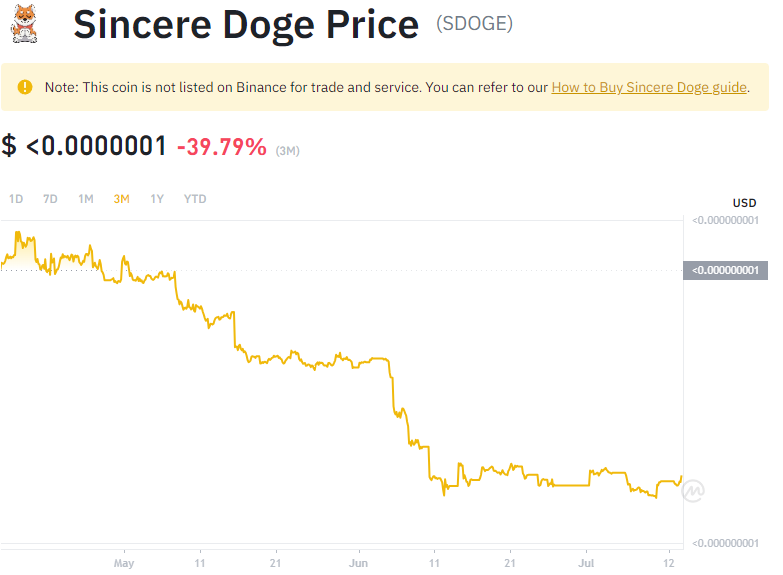 Sincere Doge Price (SDOGE)
Note: This coin is not listed on Binance for trade and service. You can refer to our How to Buy Sincere Doge guide.
$ <0.0000001 -39.79% (3M)
1D 7D 1M 3M 1Y YTD
USD
<0.000000001
<0.000000001
<0.000000001
May 11 21 Jun 11 21 Jul 12